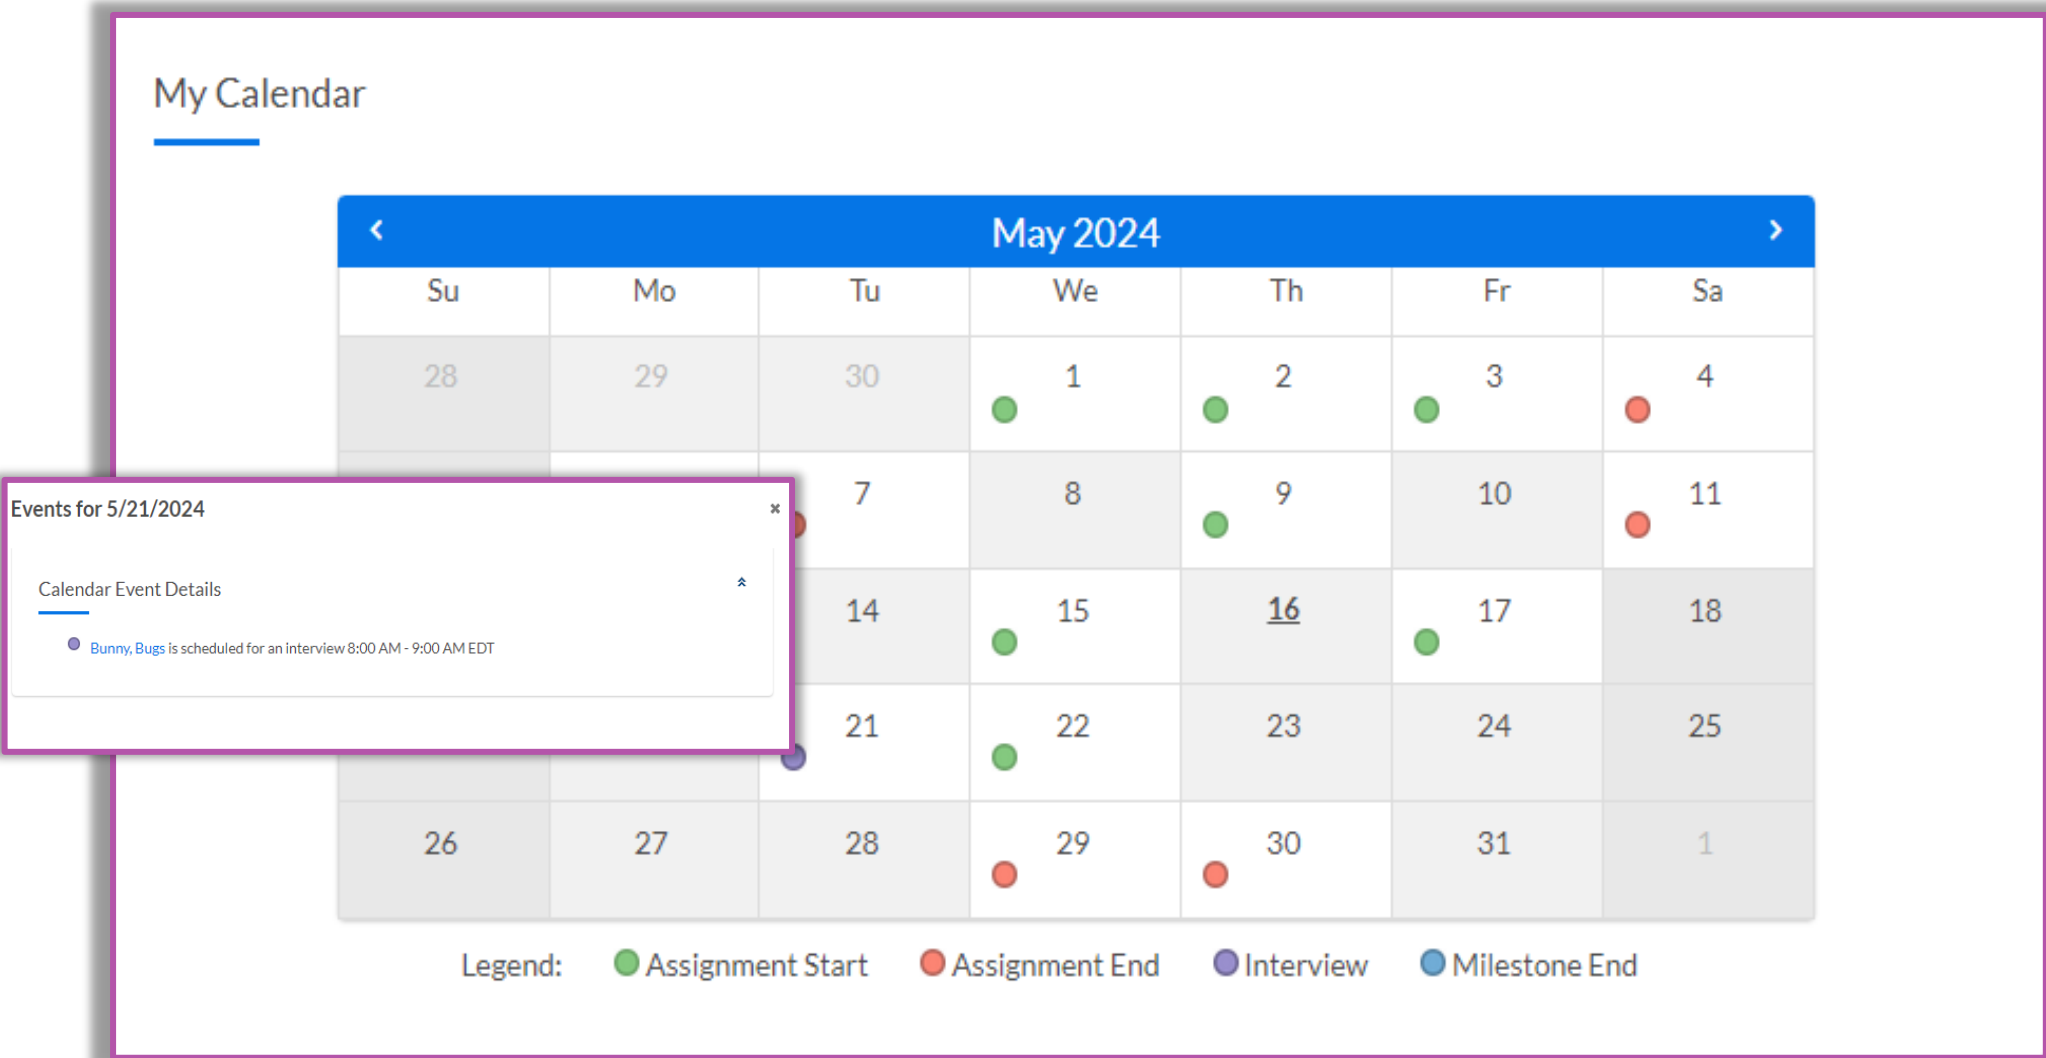 My Calendar
May 2024
Su Mo Tu We Th Fr Sa
28 29 30 1 2 3 4
7 8 9 10 11
Events for 5/21/2024
Calendar Event Details
Bunny, Bugs is scheduled for an interview 8:00 AM - 9:00 AM EDT
14 15 16 17 18
21 22 23 24 25
26 27 28 29 30 31 1
Legend: Assignment Start Assignment End Interview Milestone End